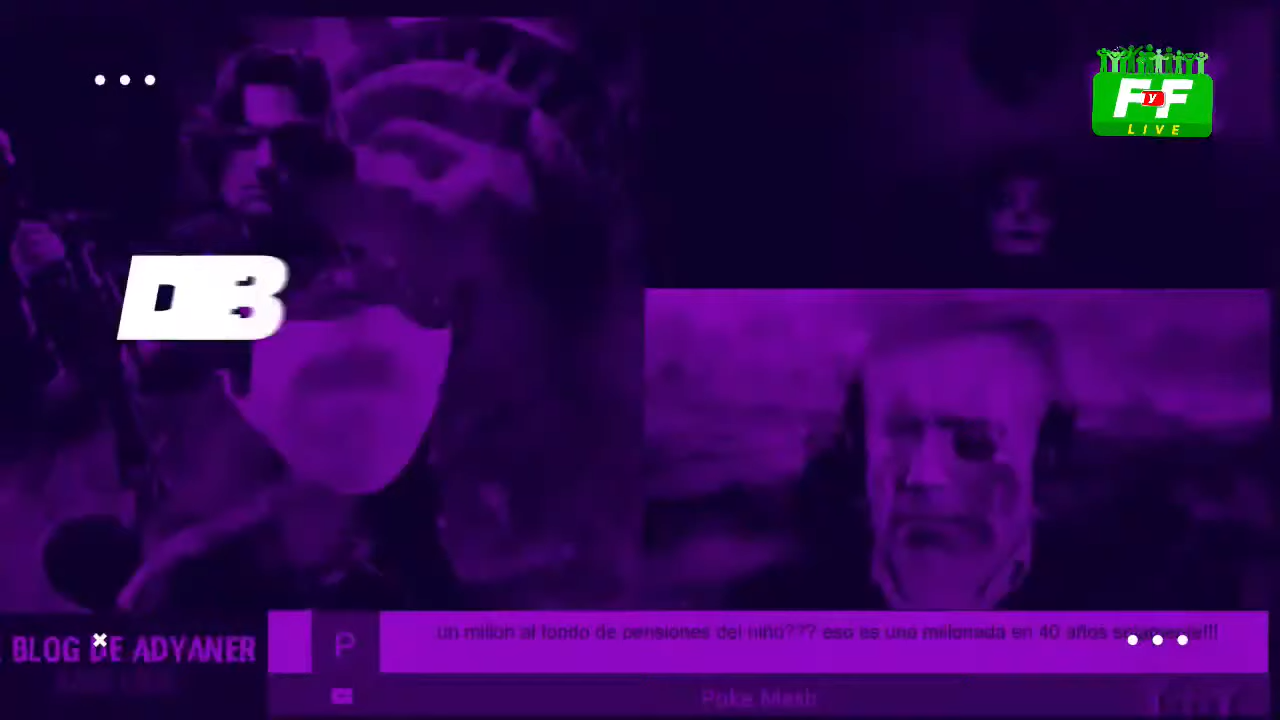 FyF
LIVE
DB
BLOG DE ADYANER
P
un millon al fondo de pensiones del niño??? eso es una millonada en 40 años
Poke Mash